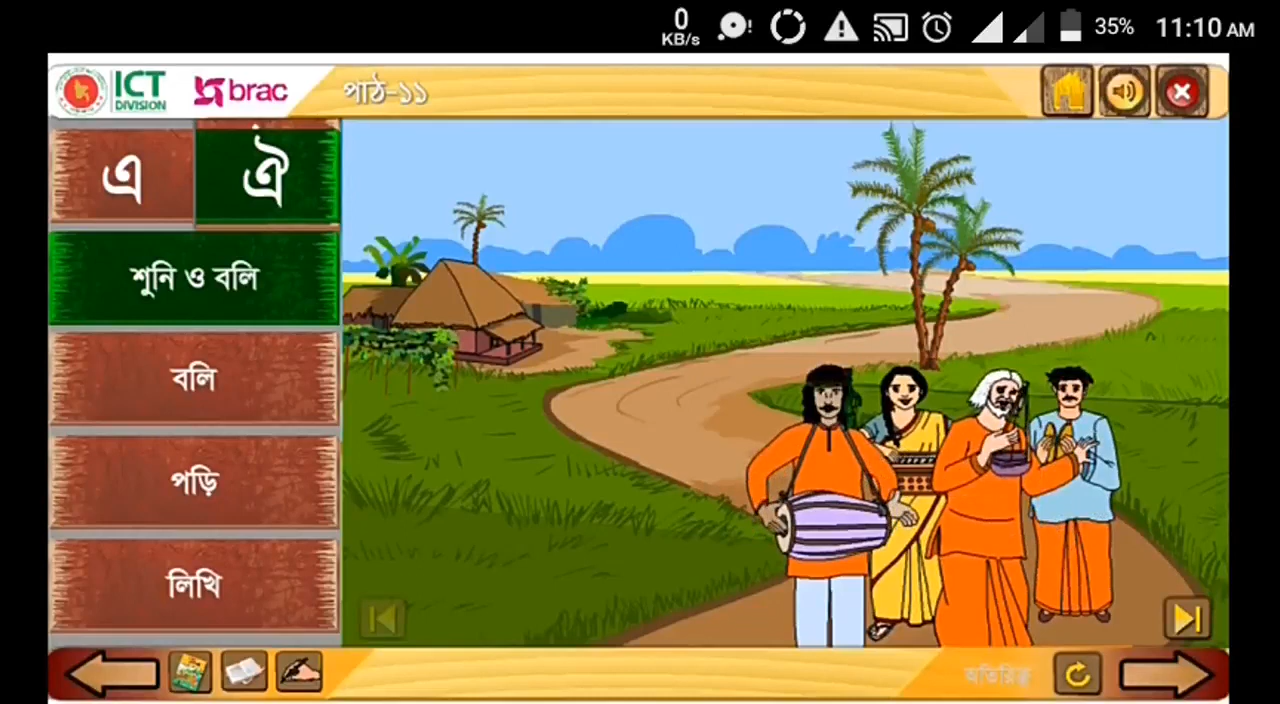 0
KB/s
35%
11:10 AM
ICT
DIVISION
brac
পাঠ-১১
এ
ঐ
শুনি ও বলি
বলি
পড়ি
লিখি
অতিরিক্ত